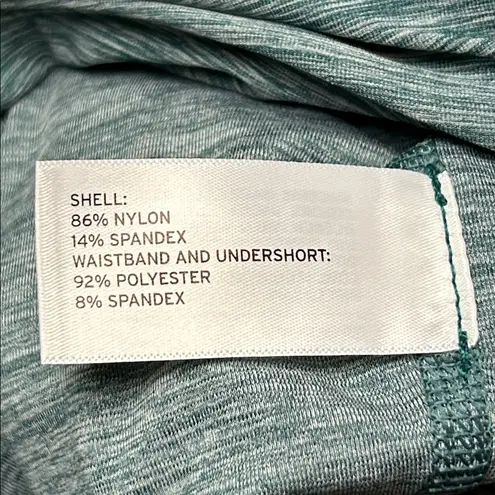 SHELL:
86% NYLON
14% SPANDEX
WAISTBAND AND UNDERSHORT:
92% POLYESTER
8% SPANDEX